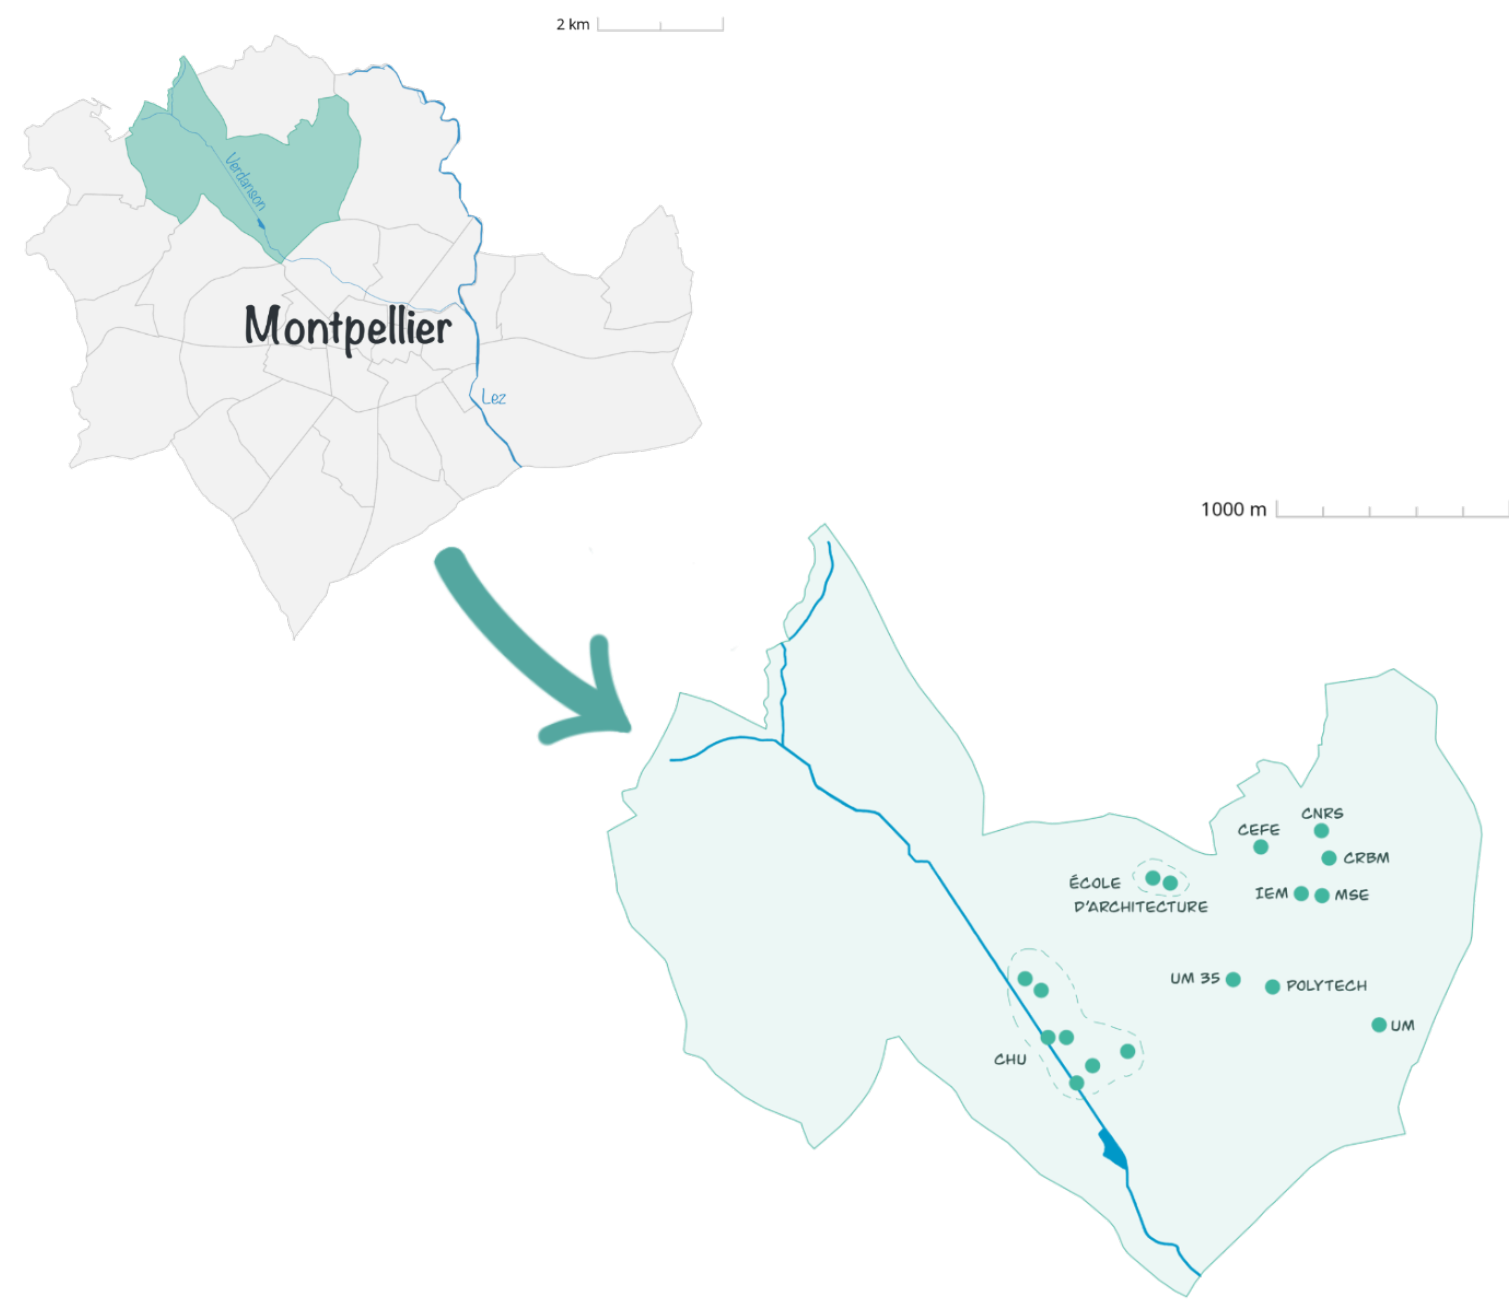 2 km
Verdanson
Montpellier
Lez
1000 m
CNRS
CEFE
CRBM
ÉCOLE
D'ARCHITECTURE
IEM
MSE
UM 35
POLYTECH
UM
CHU